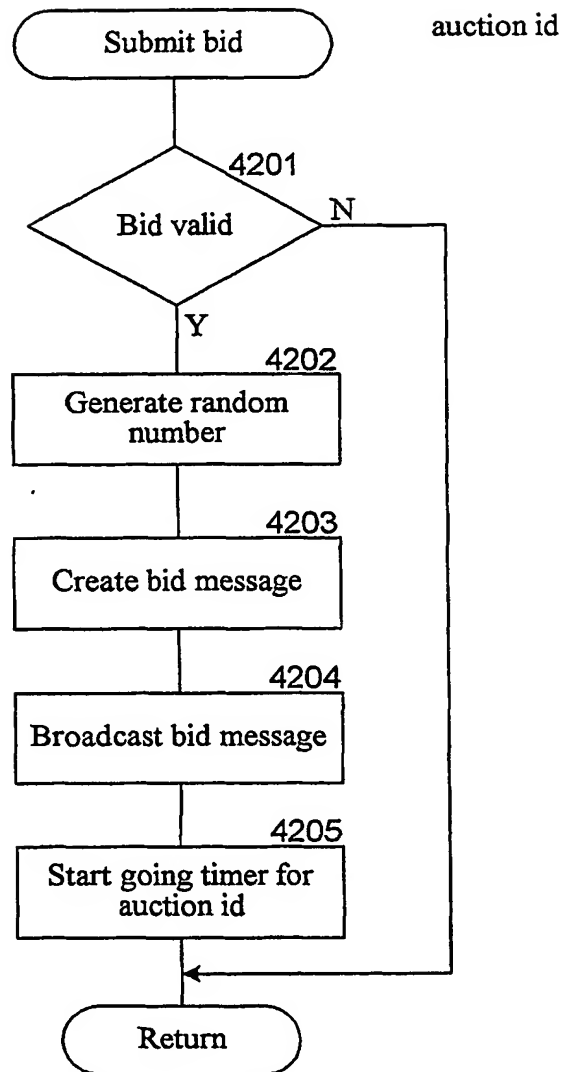 Submit bid
auction id
4201
Bid valid
N
Y
4202
Generate random
number
4203
Create bid message
4204
Broadcast bid message
4205
Start going timer for
auction id
Return